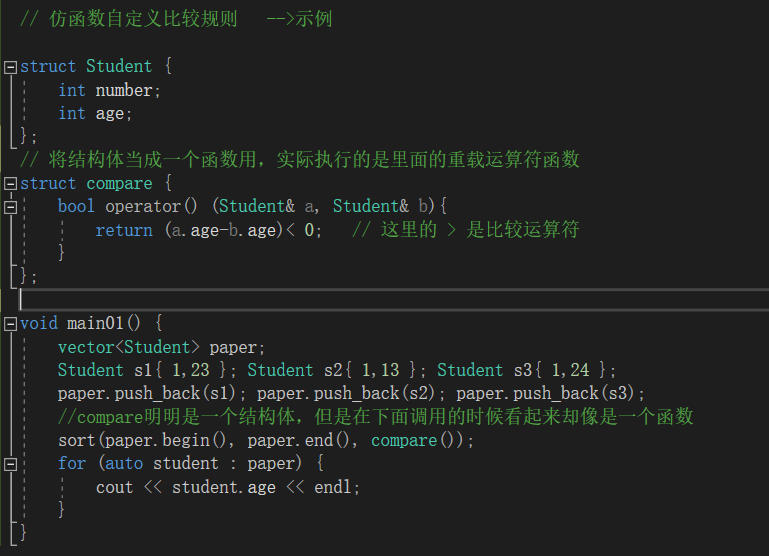 // 仿函数自定义比较规则   -->示例
struct Student {
int number;
int age;
};
// 将结构体当成一个函数用，实际执行的是里面的重载运算符函数
struct compare {
bool operator() (Student& a, Student& b){
return (a.age-b.age)< 0;   // 这里的 > 是比较运算符
}
};
void main01() {
vector<Student> paper;
Student s1{ 1,23 }; Student s2{ 1,13 }; Student s3{ 1,24 };
paper.push_back(s1); paper.push_back(s2); paper.push_back(s3);
//compare明明是一个结构体，但是在下面调用的时候看起来却像是一个函数
sort(paper.begin(), paper.end(), compare());
for (auto student : paper) {
cout << student.age << endl;
}
}